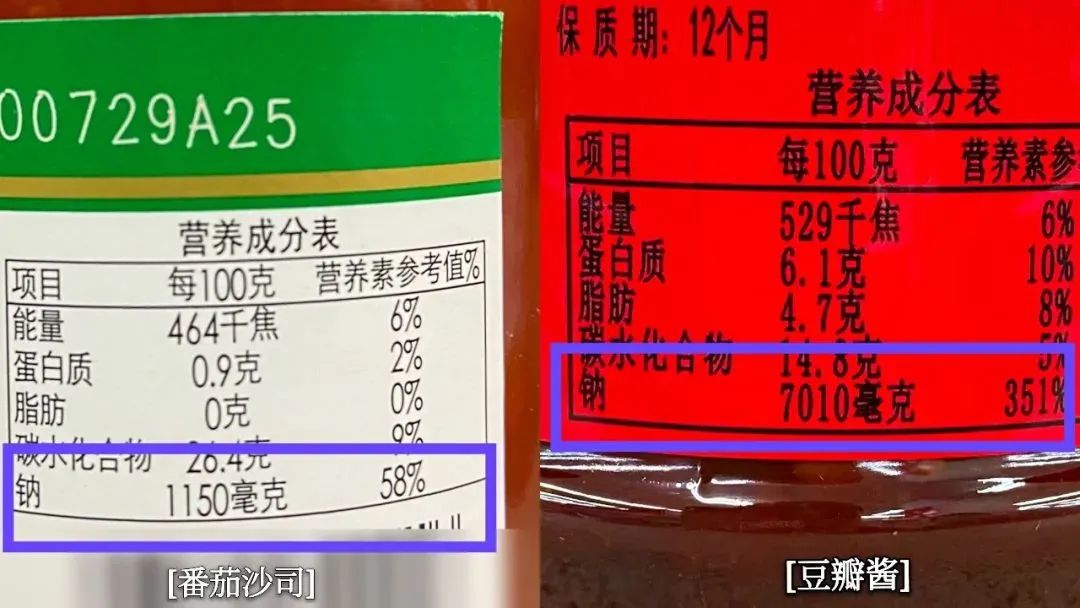 00729A25
营养成分表
项目 每100克 营养素参考值%
能量 464千焦 6%
蛋白质 0.9克 2%
脂肪 0克 0%
碳水化合物 26.4克 9%
钠 1150毫克 58%
[番茄沙司]
保质期：12个月
营养成分表
项目 每100克 营养素参
能量 529千焦 6%
蛋白质 6.1克 10%
脂肪 4.7克 8%
碳水化合物 14.8克 5%
钠 7010毫克 351%
[豆瓣酱]